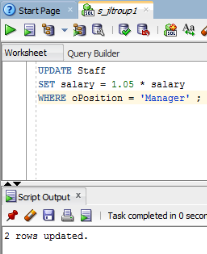 Start Page
s_jltroup1
Worksheet
Query Builder
UPDATE Staff
SET salary = 1.05 * salary
WHERE oPosition = 'Manager' ;
Script Output
Task completed in 0 secon
2 rows updated.